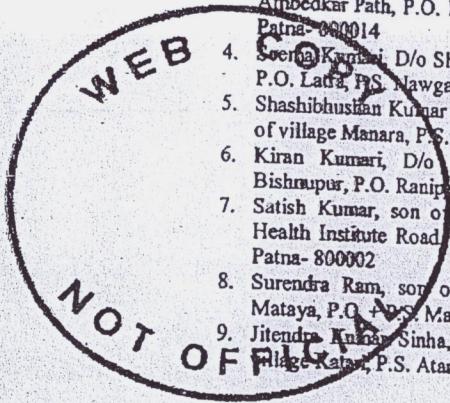 Ambedkar Path, P.O.
Patna- 800014
4. Seema Kumari, D/o Sh
P.O. Latra, P.S. Nawga
5. Shashibhushan Kumar
of village Manara, P.S.
6. Kiran Kumari, D/o
Bishnupur, P.O. Ranip
7. Satish Kumar, son of
Health Institute Road
Patna- 800002
8. Surendra Ram, son o
Mataya, P.O. + P.S. Ma
9. Jitendra Kumar Sinha,
village Katari, P.S. Atar
WEB COPY
NOT OFFICIAL